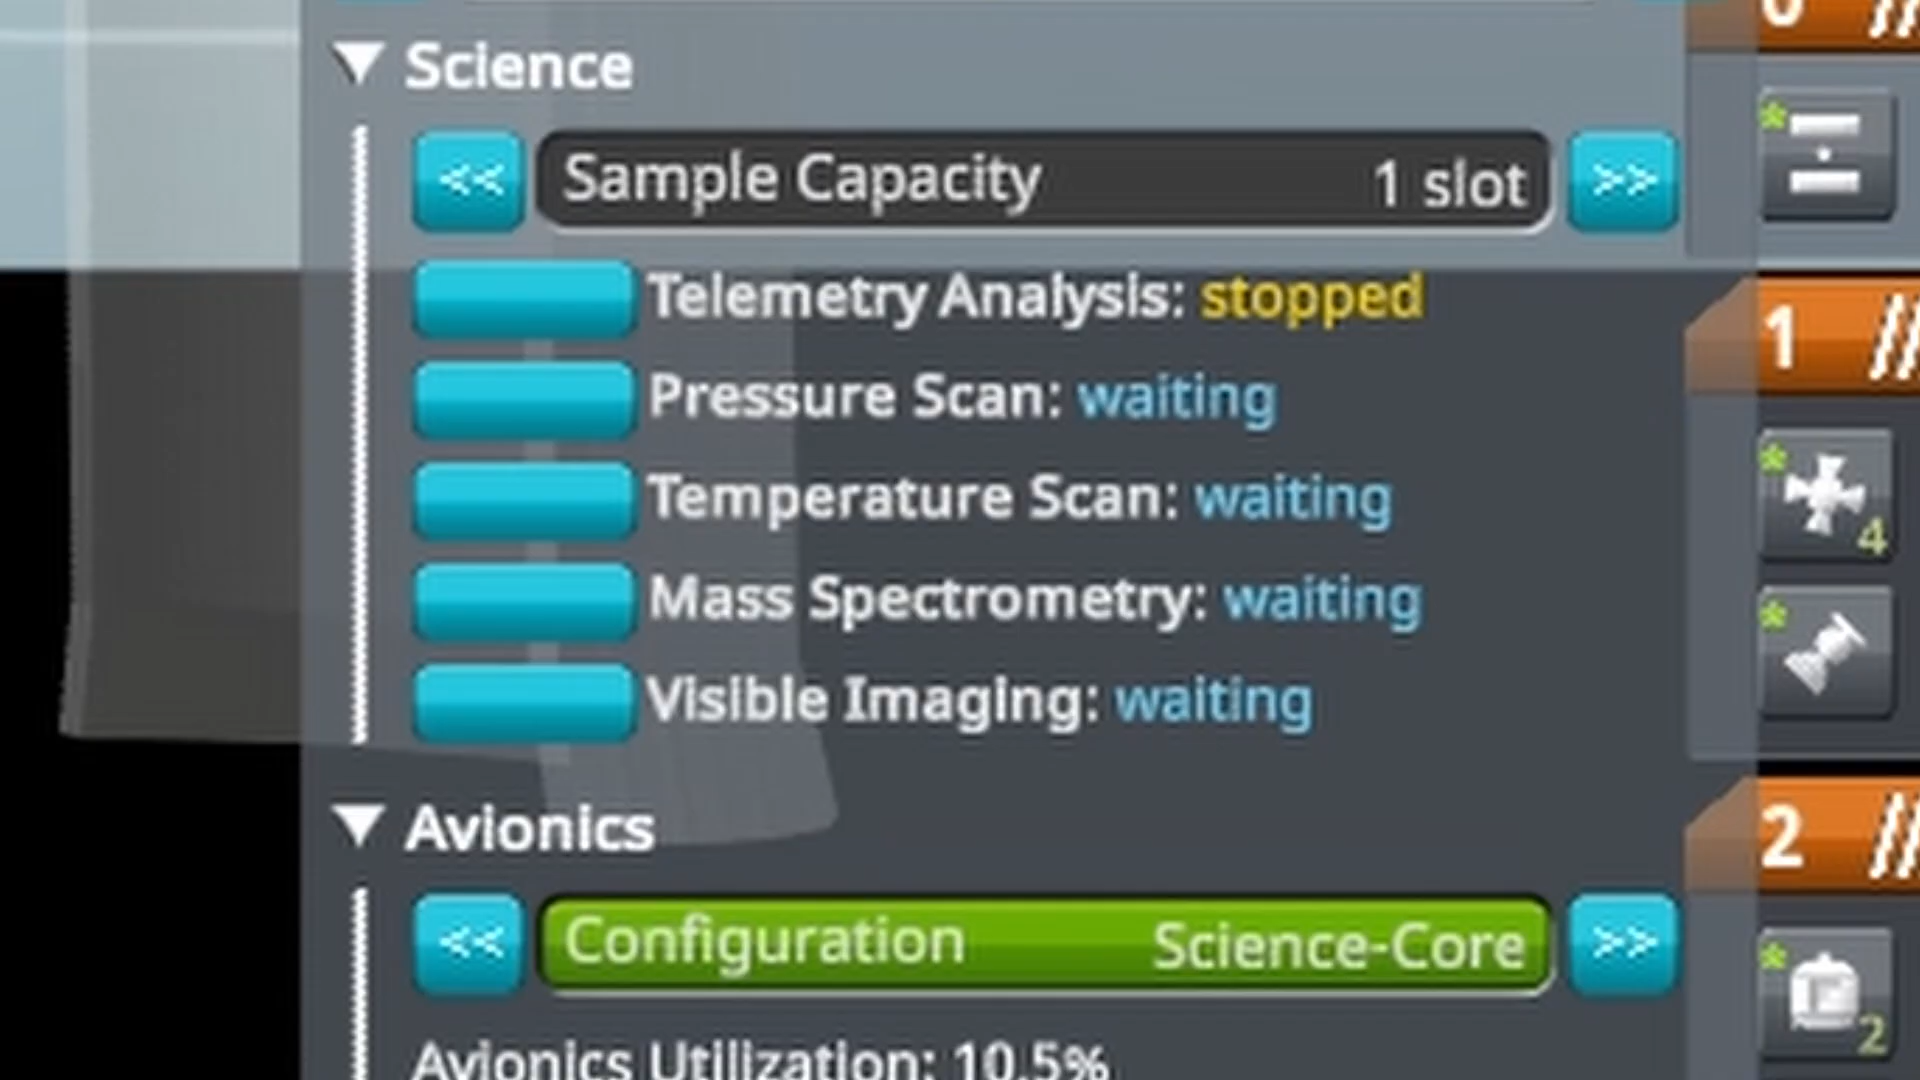 0
Science
<< Sample Capacity 1 slot >>
Telemetry Analysis: stopped
1
Pressure Scan: waiting
Temperature Scan: waiting
4
Mass Spectrometry: waiting
Visible Imaging: waiting
Avionics
2
<< Configuration Science-Core >>
2
Avionics Utilization: 10.5%